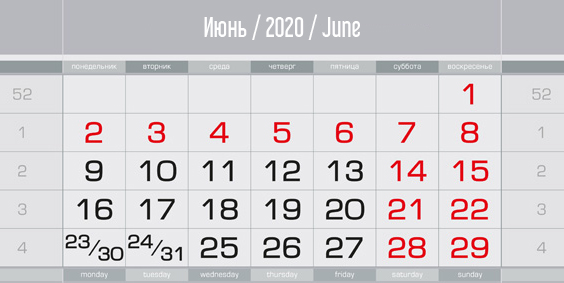 Июнь / 2020 / June
понедельник вторник среда четверг пятница суббота воскресенье
52 1 52
1 2 3 4 5 6 7 8 1
2 9 10 11 12 13 14 15 2
3 16 17 18 19 20 21 22 3
4 23/30 24/31 25 26 27 28 29 4
monday tuesday wednesday thursday friday saturday sunday